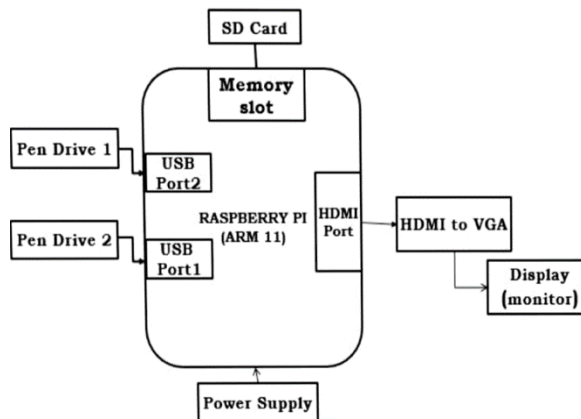 SD Card
Memory
slot
Pen Drive 1
USB
Port2
RASPBERRY PI
(ARM 11)
HDMI
Port
HDMI to VGA
Pen Drive 2
USB
Port1
Display
(monitor)
Power Supply